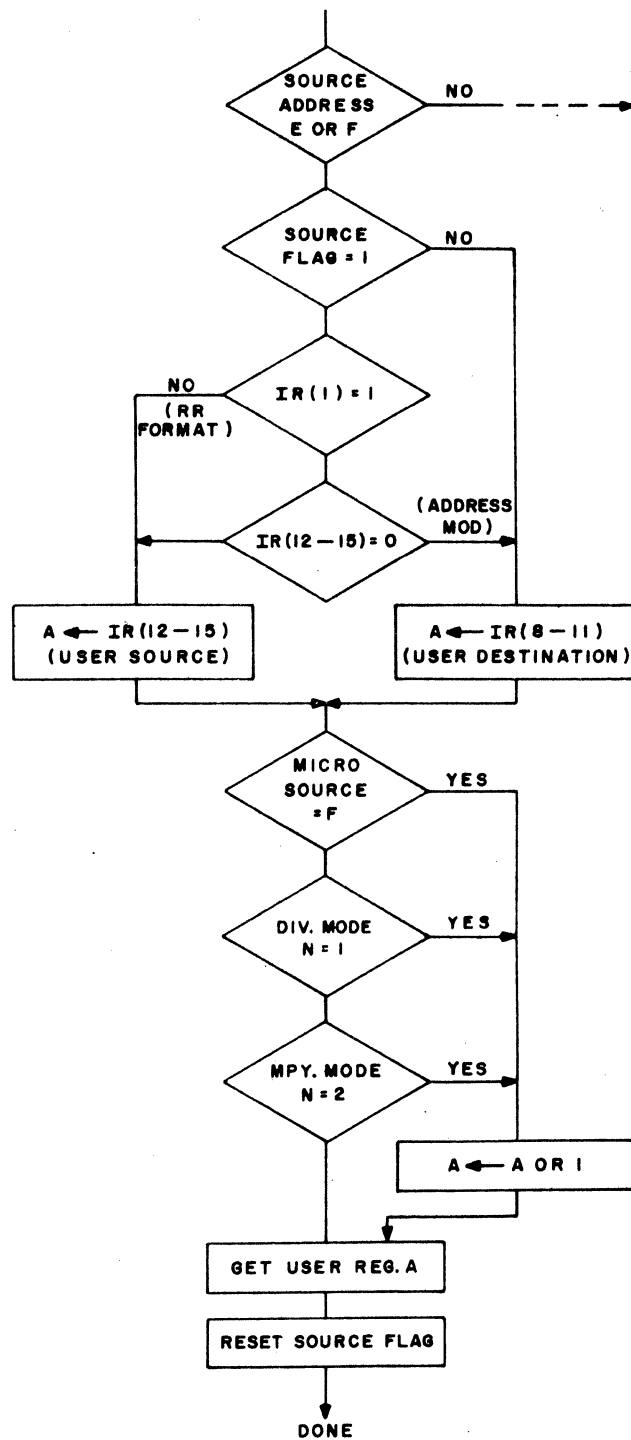 SOURCE
ADDRESS
E OR F
NO
SOURCE
FLAG = 1
NO
IR(1) = 1
NO
(RR
FORMAT)
IR(12-15) = 0
(ADDRESS
MOD)
A ← IR(12-15)
(USER SOURCE)
A ← IR(8-11)
(USER DESTINATION)
MICRO
SOURCE
=F
YES
DIV. MODE
N = 1
YES
MPY. MODE
N = 2
YES
A ← A OR 1
GET USER REG. A
RESET SOURCE FLAG
DONE